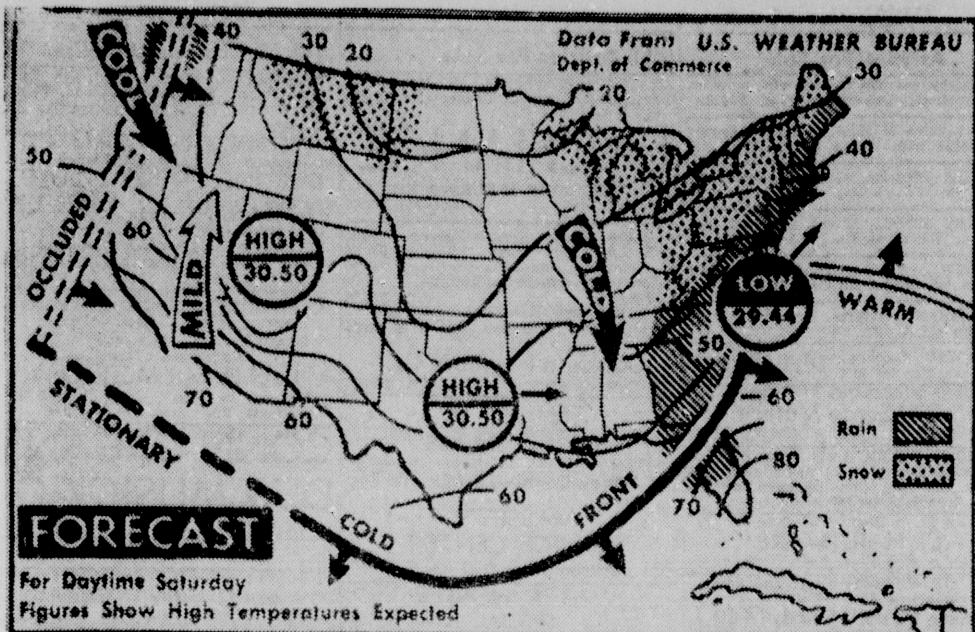 COOL
40
30
20
Data From: U.S. WEATHER BUREAU
Dept. of Commerce
30
20
40
50
60
OCCLUDED
MILD
HIGH
30.50
COLD
LOW
29.44
WARM
50
HIGH
30.50
60
STATIONARY
70
60
60
COLD
FRONT
70
80
Rain
Snow
FORECAST
For Daytime Saturday
Figures Show High Temperatures Expected